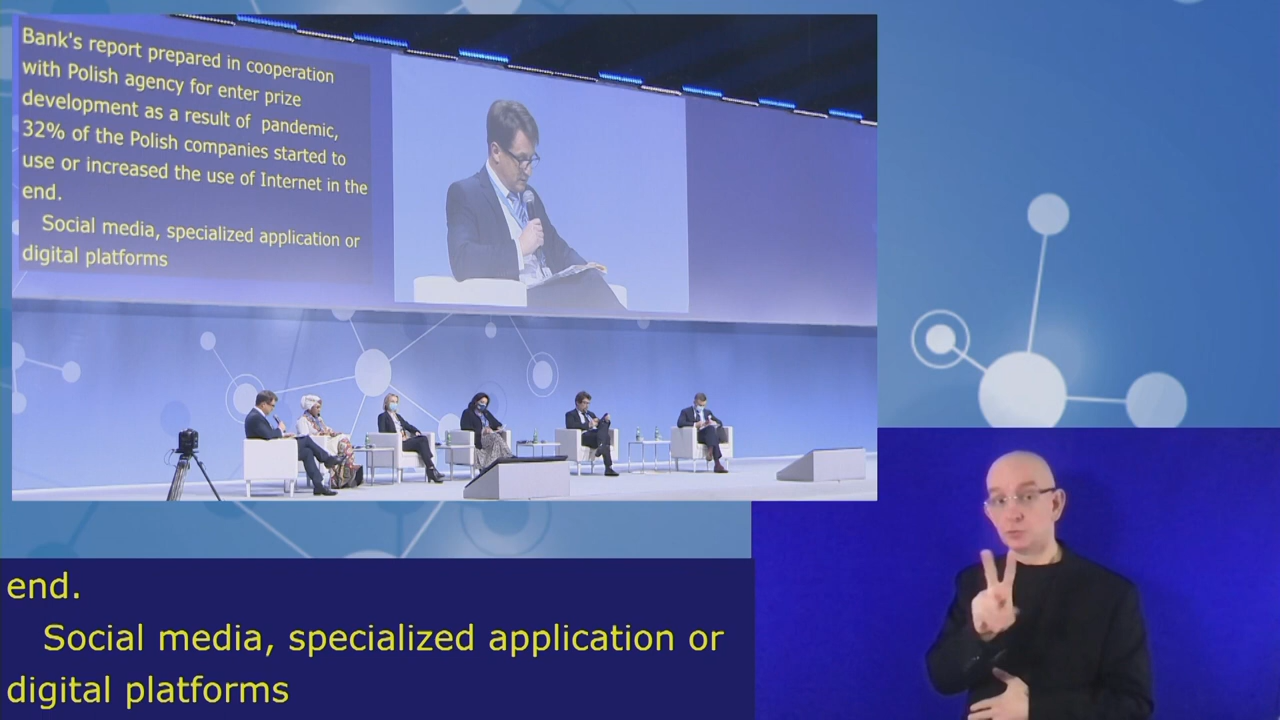 Bank's report prepared in cooperation
with Polish agency for enter prize
development as a result of  pandemic,
32% of the Polish companies started to
use or increased the use of Internet in the
end.
Social media, specialized application or
digital platforms
end.
Social media, specialized application or
digital platforms